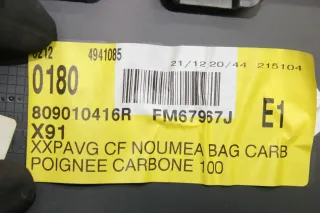 0212 4941085 21/12 20/44 215104
0180
809010416R FM67967J E1
X91
XXPAVG CF NOUMEA BAG CARB
POIGNEE CARBONE 100